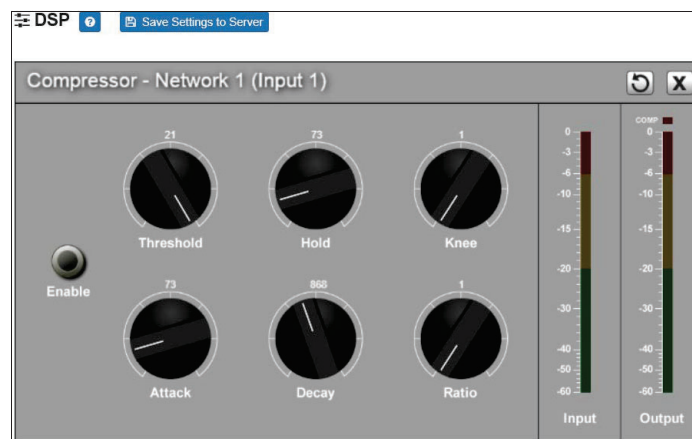 DSP ? Save Settings to Server
Compressor - Network 1 (Input 1)
X
21 73 1
Threshold Hold Knee
Enable
73 868 1
Attack Decay Ratio
COMP
0 0
-3 -3
-6 -6
-10 -10
-15 -15
-20 -20
-30 -30
-40 -40
-50 -50
-60 -60
Input Output